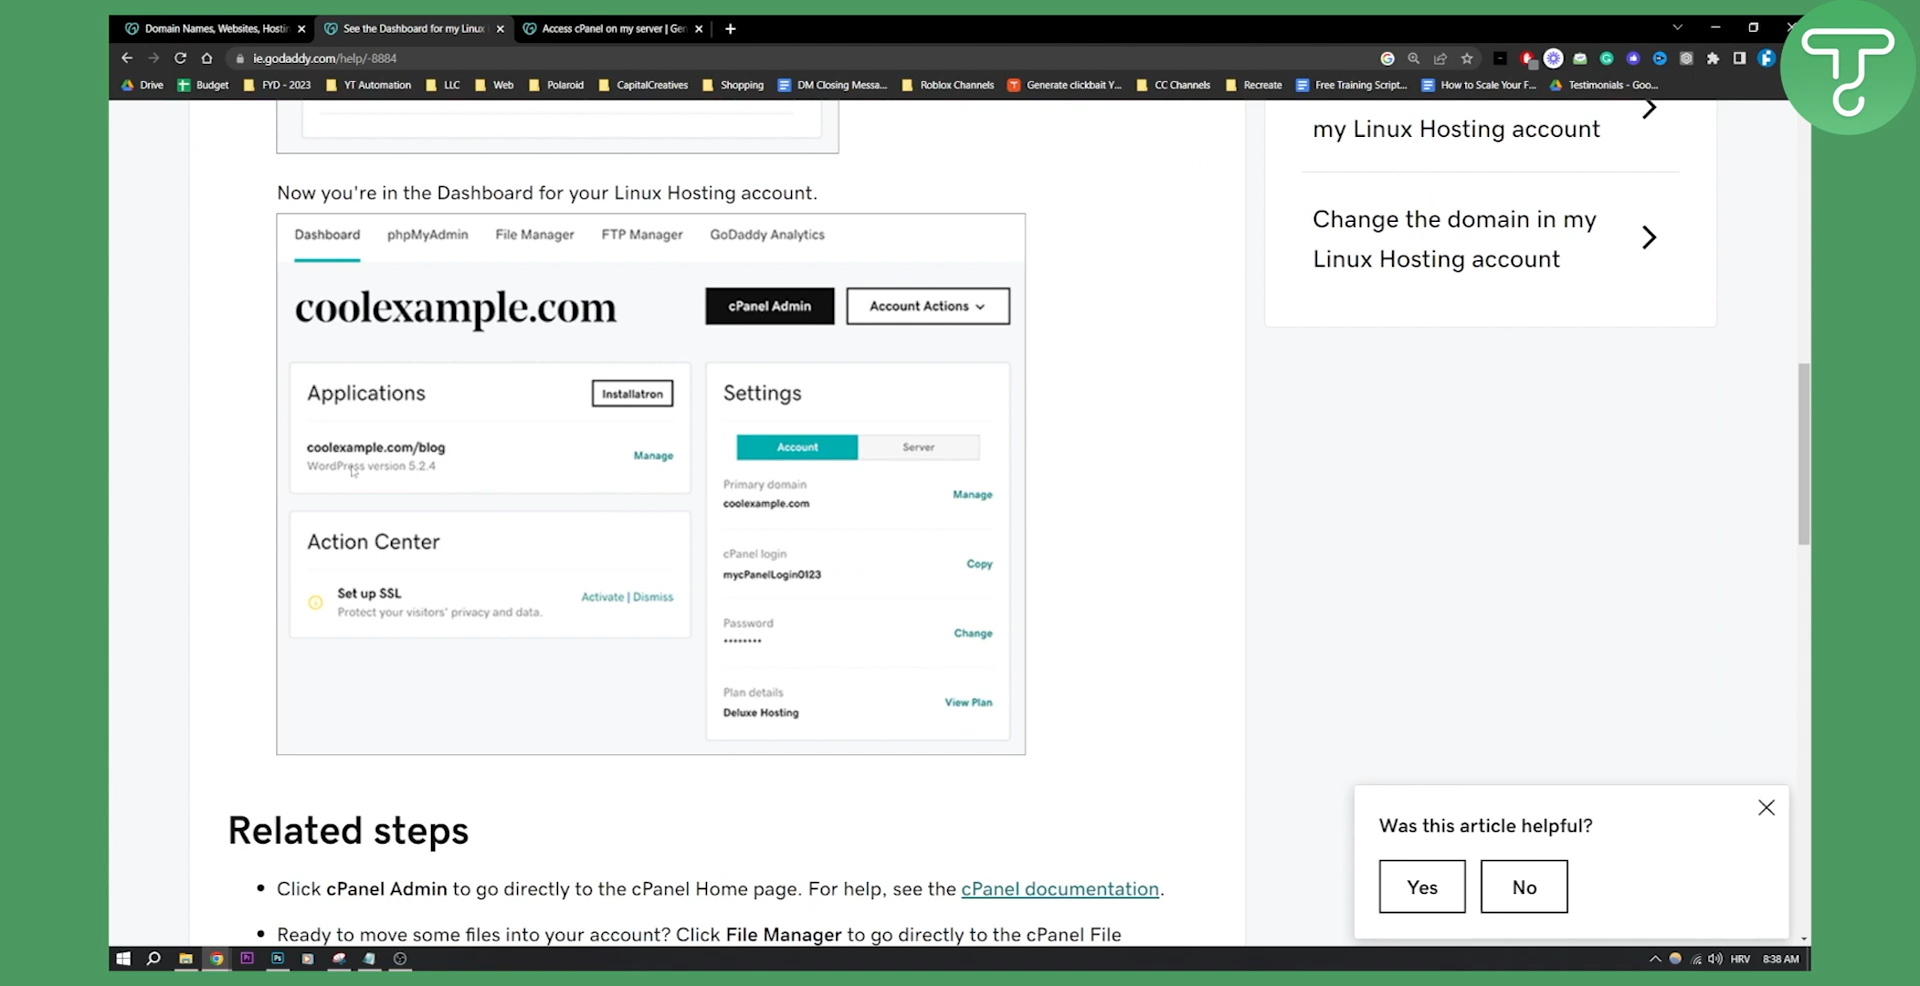 Domain Names, Websites, Hostin
See the Dashboard for my Linux
Access cPanel on my server | Gen
ie.godaddy.com/help/-8884
Drive
Budget
FYD - 2023
YT Automation
LLC
Web
Polaroid
CapitalCreatives
Shopping
DM Closing Messa...
Roblox Channels
Generate clickbait Y...
CC Channels
Recreate
Free Training Script...
How to Scale Your F...
Testimonials - Goo...
my Linux Hosting account
Change the domain in my
Linux Hosting account
Now you're in the Dashboard for your Linux Hosting account.
Dashboard
phpMyAdmin
File Manager
FTP Manager
GoDaddy Analytics
coolexample.com
cPanel Admin
Account Actions
Applications
Installatron
coolexample.com/blog
WordPress version 5.2.4
Manage
Action Center
Set up SSL
Protect your visitors' privacy and data.
Activate | Dismiss
Settings
Account
Server
Primary domain
coolexample.com
Manage
cPanel login
mycPanelLogin0123
Copy
Password
••••••••
Change
Plan details
Deluxe Hosting
View Plan
Related steps
• Click cPanel Admin to go directly to the cPanel Home page. For help, see the cPanel documentation.
• Ready to move some files into your account? Click File Manager to go directly to the cPanel File
Was this article helpful?
Yes
No
HRV
8:38 AM